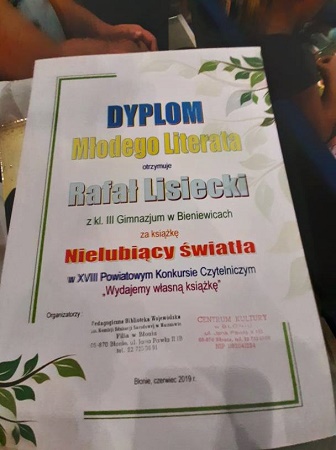 DYPLOM
Młodego Literata
otrzymuje
Rafał Lisiecki
z kl. III Gimnazjum w Bieniewicach
za książkę
Nielubiący światła
w XVIII Powiatowym Konkursie Czytelniczym
„Wydajemy własną książkę”
Organizatorzy:
Pedagogiczna Biblioteka Wojewódzka
Filia w Błoniu
CENTRUM KULTURY
Błonie, czerwiec 2019 r.